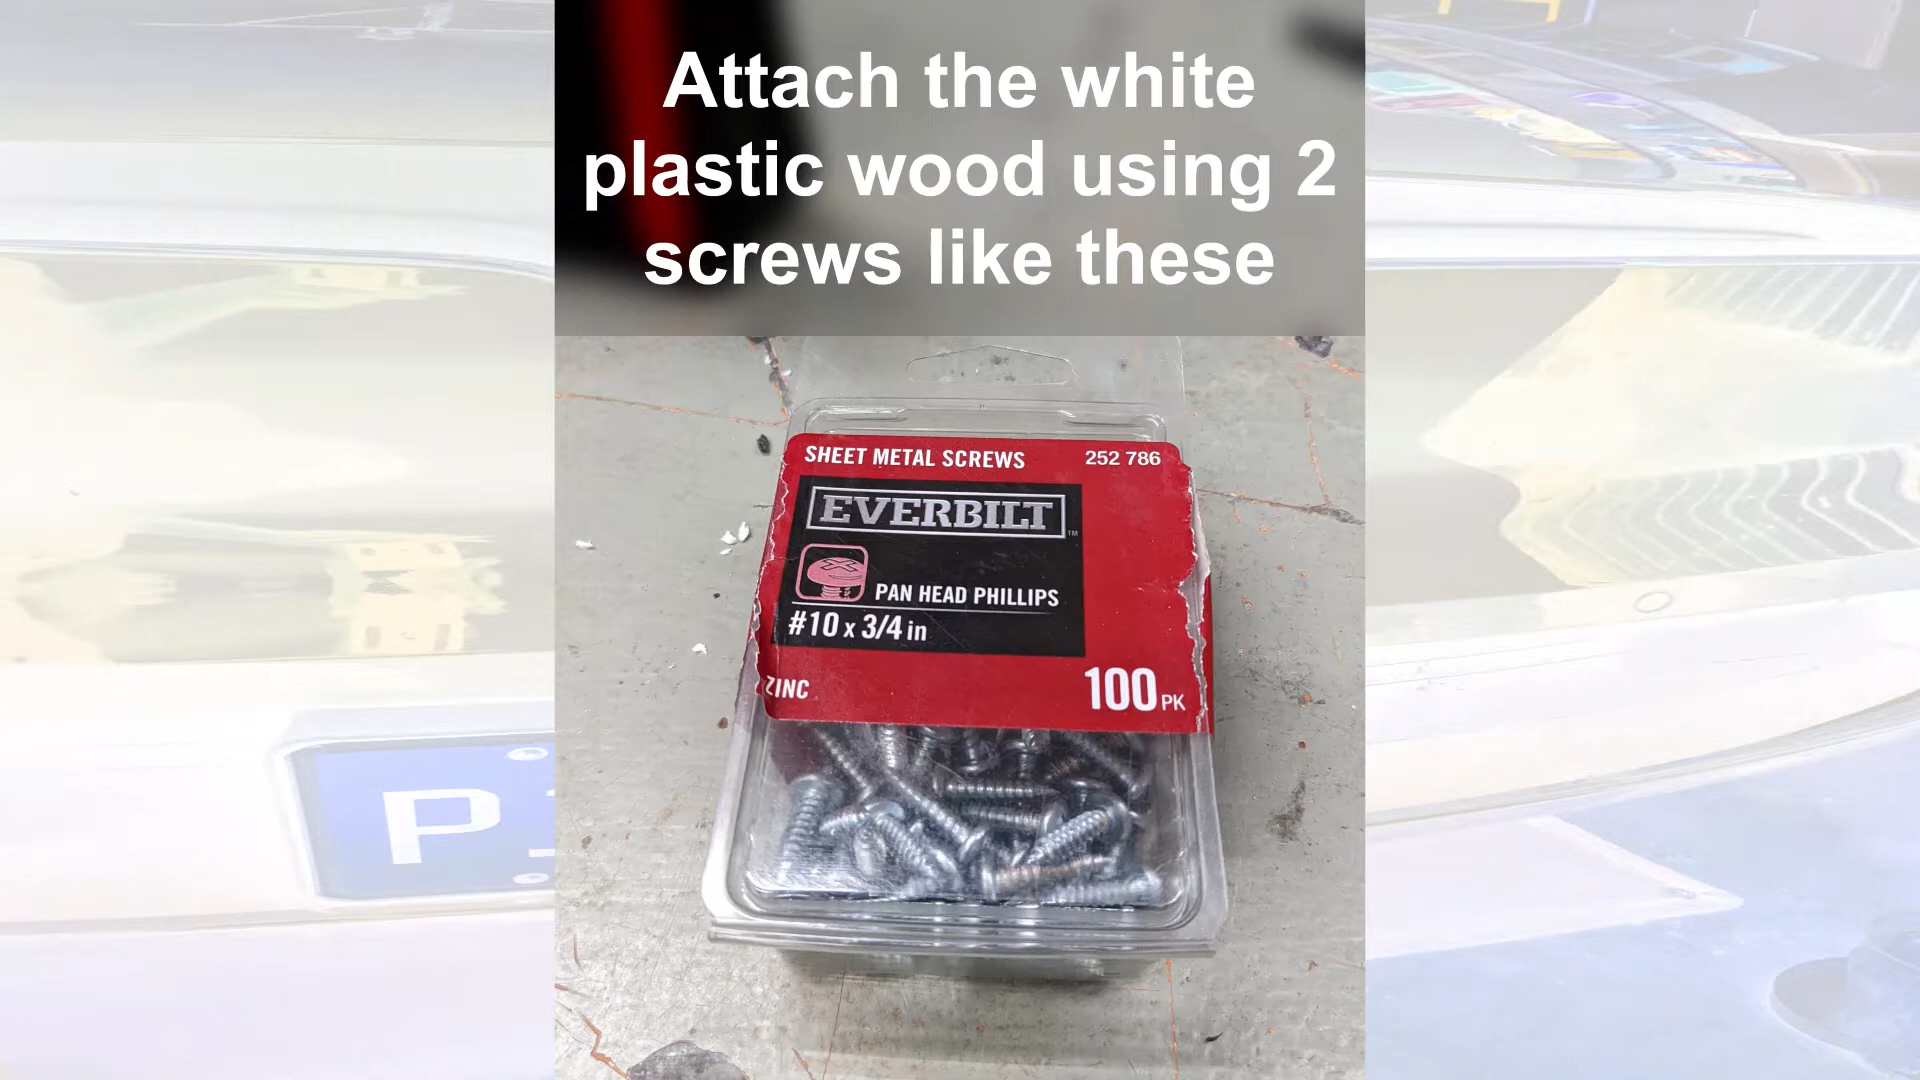 Attach the white
plastic wood using 2
screws like these
SHEET METAL SCREWS 252 786
EVERBILT™
PAN HEAD PHILLIPS
#10 x 3/4 in
ZINC 100 PK
P